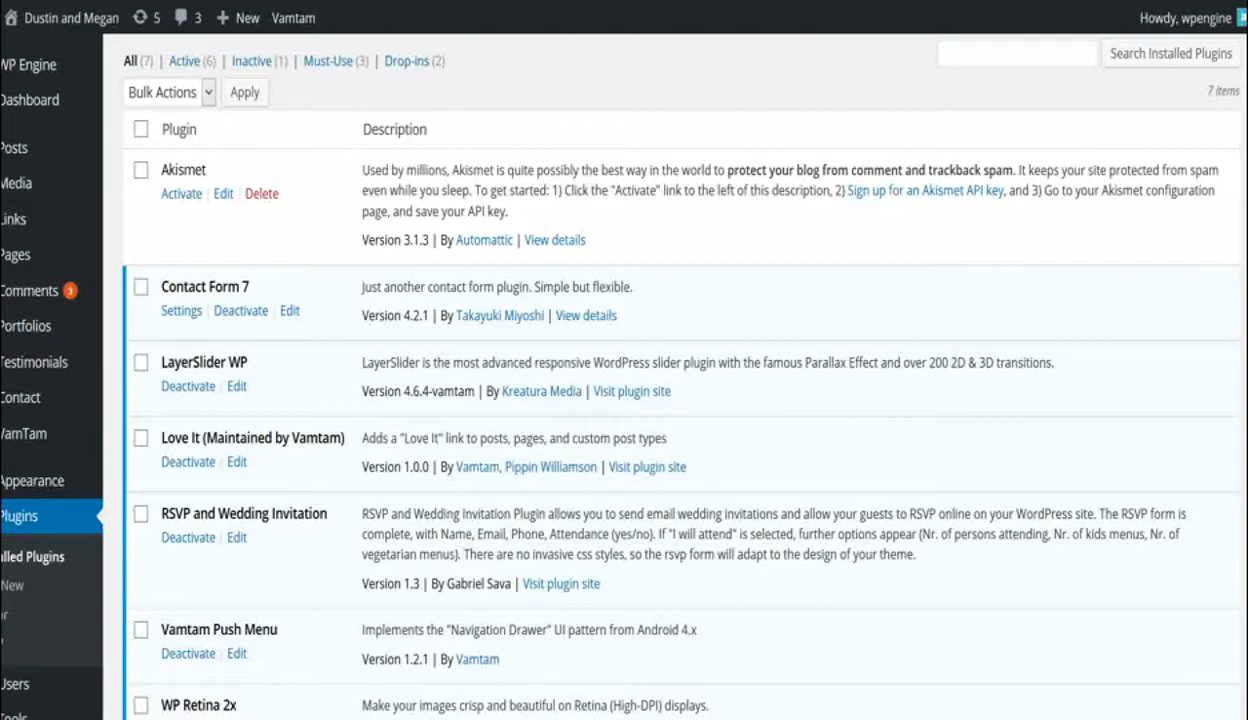 Dustin and Megan 5 3 New Vamtam Howdy, wpengine
WP Engine
Dashboard
Posts
Media
Links
Pages
Comments 3
Portfolios
Testimonials
Contact
VamTam
Appearance
Plugins
lled Plugins
New
Users
Tools
All (7) | Active (6) | Inactive (1) | Must-Use (3) | Drop-ins (2)
Search Installed Plugins
Bulk Actions Apply
7 items
Plugin Description
Akismet
Activate | Edit | Delete
Used by millions, Akismet is quite possibly the best way in the world to protect your blog from comment and trackback spam. It keeps your site protected from spam
even while you sleep. To get started: 1) Click the "Activate" link to the left of this description, 2) Sign up for an Akismet API key, and 3) Go to your Akismet configuration
page, and save your API key.
Version 3.1.3 | By Automattic | View details
Contact Form 7
Settings | Deactivate | Edit
Just another contact form plugin. Simple but flexible.
Version 4.2.1 | By Takayuki Miyoshi | View details
LayerSlider WP
Deactivate | Edit
LayerSlider is the most advanced responsive WordPress slider plugin with the famous Parallax Effect and over 200 2D & 3D transitions.
Version 4.6.4-vamtam | By Kreatura Media | Visit plugin site
Love It (Maintained by Vamtam)
Deactivate | Edit
Adds a "Love It" link to posts, pages, and custom post types
Version 1.0.0 | By Vamtam, Pippin Williamson | Visit plugin site
RSVP and Wedding Invitation
Deactivate | Edit
RSVP and Wedding Invitation Plugin allows you to send email wedding invitations and allow your guests to RSVP online on your WordPress site. The RSVP form is
complete, with Name, Email, Phone, Attendance (yes/no). If "I will attend" is selected, further options appear (Nr. of persons attending, Nr. of kids menus, Nr. of
vegetarian menus). There are no invasive css styles, so the rsvp form will adapt to the design of your theme.
Version 1.3 | By Gabriel Sava | Visit plugin site
Vamtam Push Menu
Deactivate | Edit
Implements the "Navigation Drawer" UI pattern from Android 4.x
Version 1.2.1 | By Vamtam
WP Retina 2x
Make your images crisp and beautiful on Retina (High-DPI) displays.